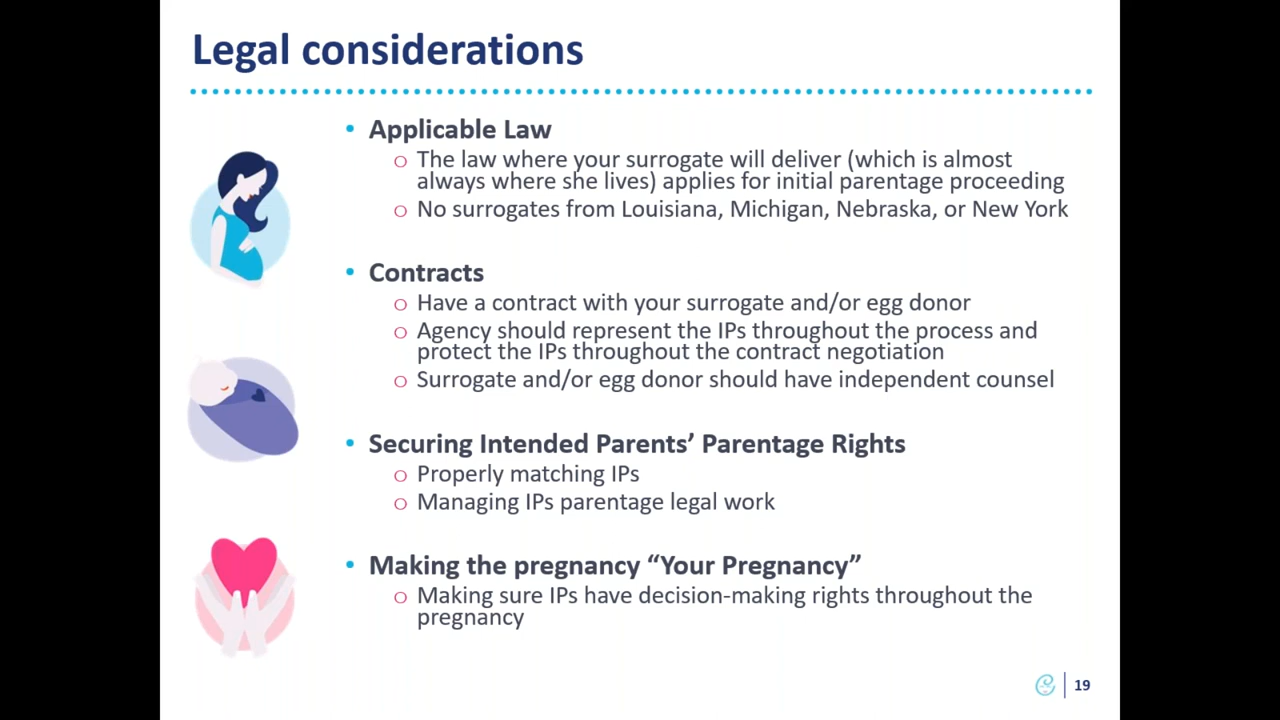 Legal considerations
• Applicable Law
o The law where your surrogate will deliver (which is almost
always where she lives) applies for initial parentage proceeding
o No surrogates from Louisiana, Michigan, Nebraska, or New York
• Contracts
o Have a contract with your surrogate and/or egg donor
o Agency should represent the IPs throughout the process and
protect the IPs throughout the contract negotiation
o Surrogate and/or egg donor should have independent counsel
• Securing Intended Parents’ Parentage Rights
o Properly matching IPs
o Managing IPs parentage legal work
• Making the pregnancy “Your Pregnancy”
o Making sure IPs have decision-making rights throughout the
pregnancy
19